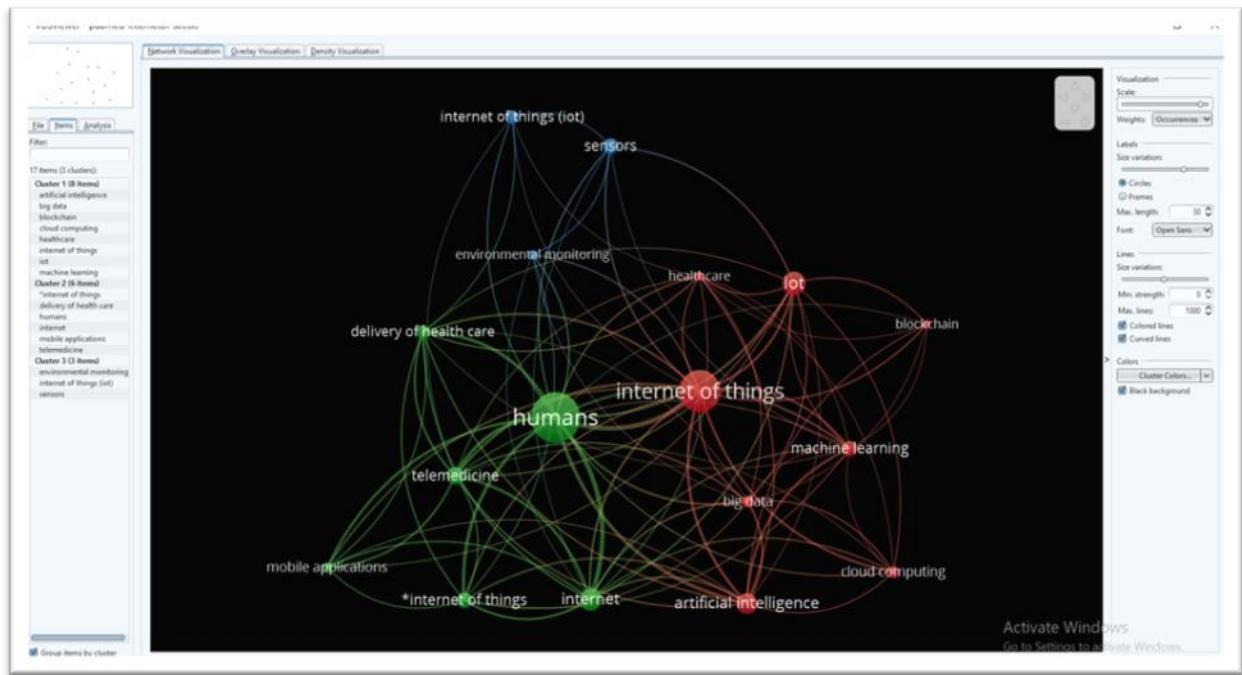 Network Visualization Overlay Visualization Density Visualization
File Items Analysis
Filter:
17 items (3 clusters):
Cluster 1 (8 items)
artificial intelligence
big data
blockchain
cloud computing
healthcare
internet of things
iot
machine learning
Cluster 2 (6 items)
*internet of things
delivery of health care
humans
internet
mobile applications
telemedicine
Cluster 3 (3 items)
environmental monitoring
internet of things (iot)
sensors
Group items by cluster
internet of things (iot)
sensors
environmental monitoring
healthcare
iot
blockchain
delivery of health care
internet of things
humans
machine learning
telemedicine
big data
mobile applications
cloud computing
*internet of things
internet
artificial intelligence
Activate Windows
Go to Settings to activate Windows.
Visualization
Scale:
Weights: Occurrences
Labels
Size variation:
Circles
Frames
Max. length: 30
Font: Open Sans
Lines
Size variation:
Min. strength: 0
Max. lines: 1000
Colored lines
Curved lines
>
Colors
Cluster Colors...
Black background